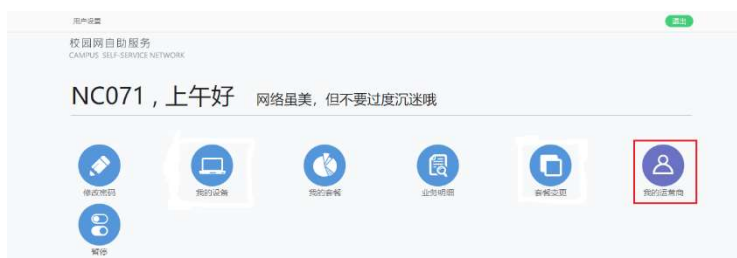 用户设置 退出
校园网自助服务
CAMPUS SELF-SERVICE NETWORK
NC071，上午好 网络虽美，但不要过度沉迷哦
修改密码 我的设备 我的套餐 业务明细 套餐变更 我的运营商
暂停